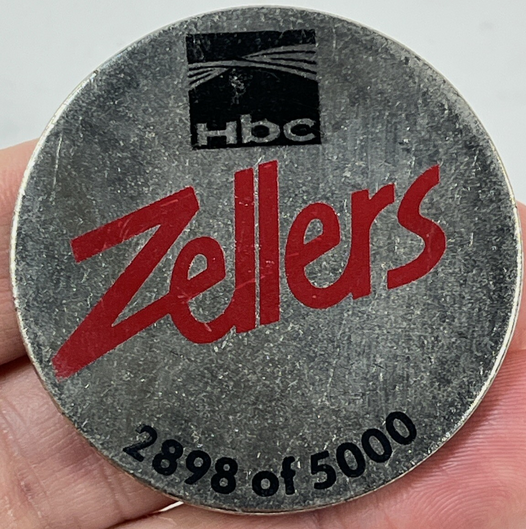 Hbc
Zellers
2898 of 5000